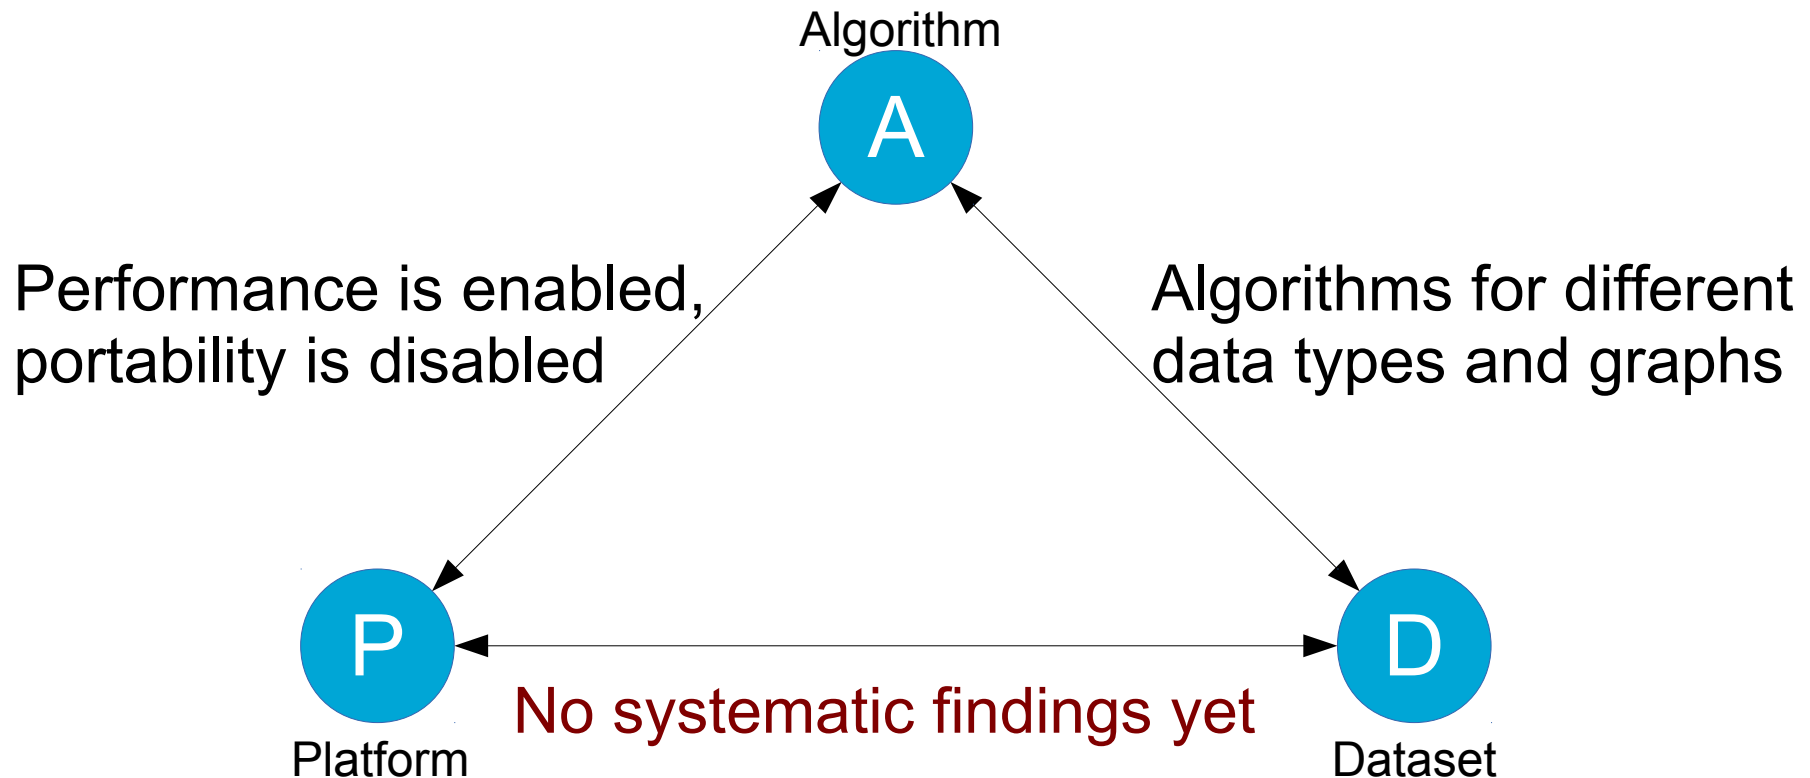 Algorithm
A
Performance is enabled,
portability is disabled
Algorithms for different
data types and graphs
P
D
No systematic findings yet
Platform
Dataset